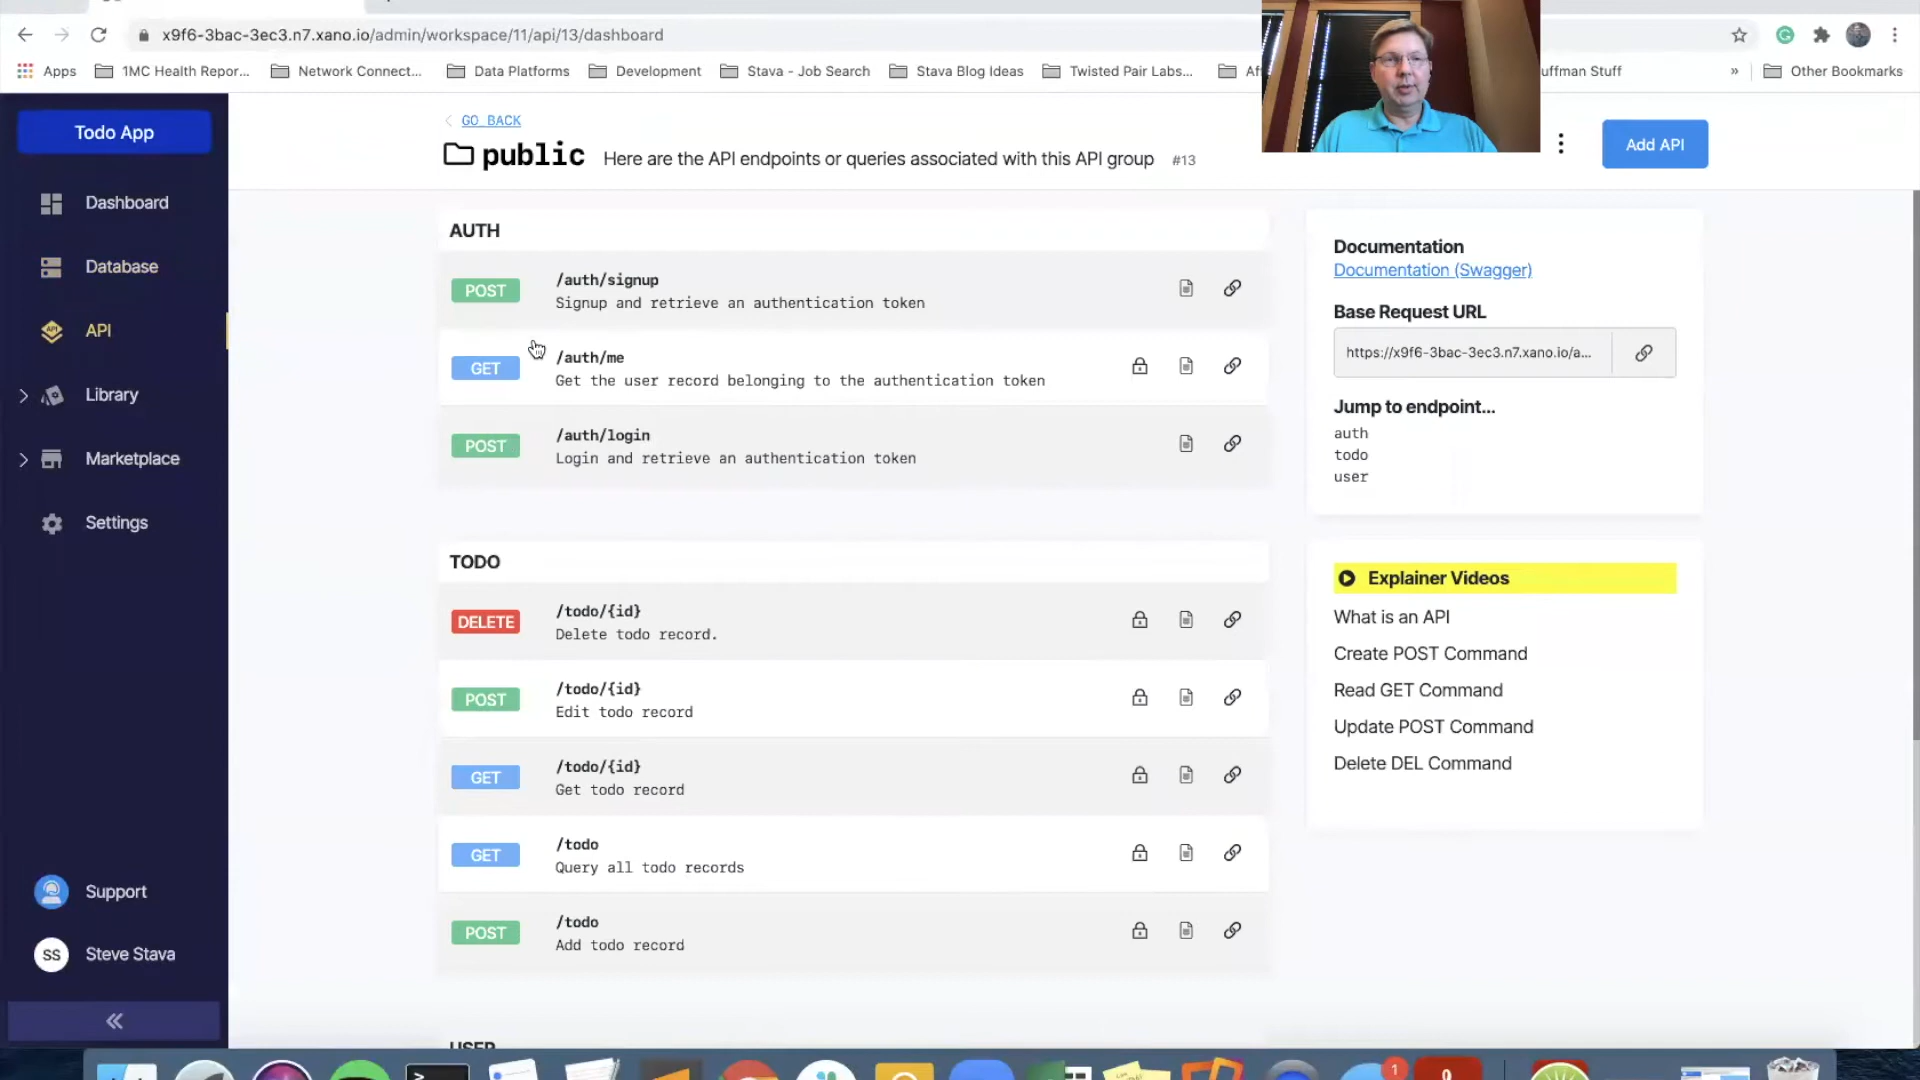 x9f6-3bac-3ec3.n7.xano.io/admin/workspace/11/api/13/dashboard
Apps
1MC Health Repor...
Network Connect...
Data Platforms
Development
Stava - Job Search
Stava Blog Ideas
Twisted Pair Labs...
uffman Stuff
»
Other Bookmarks
Todo App
Dashboard
Database
API
Library
Marketplace
Settings
Support
SS
Steve Stava
GO BACK
public Here are the API endpoints or queries associated with this API group #13
Add API
AUTH
POST
/auth/signup
Signup and retrieve an authentication token
GET
/auth/me
Get the user record belonging to the authentication token
POST
/auth/login
Login and retrieve an authentication token
TODO
DELETE
/todo/{id}
Delete todo record.
POST
/todo/{id}
Edit todo record
GET
/todo/{id}
Get todo record
GET
/todo
Query all todo records
POST
/todo
Add todo record
USER
Documentation
Documentation (Swagger)
Base Request URL
https://x9f6-3bac-3ec3.n7.xano.io/a...
Jump to endpoint...
auth
todo
user
Explainer Videos
What is an API
Create POST Command
Read GET Command
Update POST Command
Delete DEL Command
1